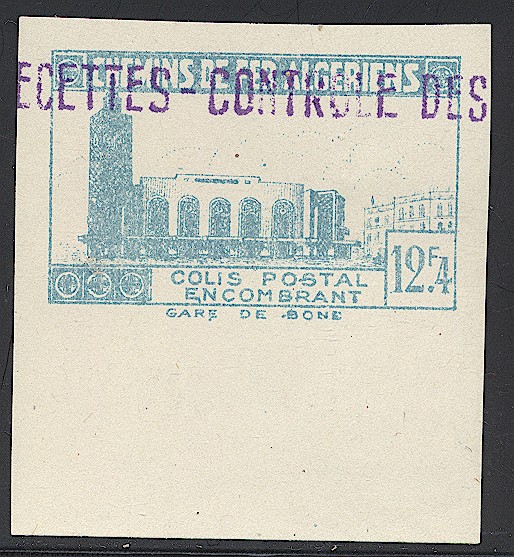 CHEMINS DE FER ALGERIENS
ECETTES - CONTROLE DES
COLIS POSTAL
ENCOMBRANT
12F.4
GARE DE BONE